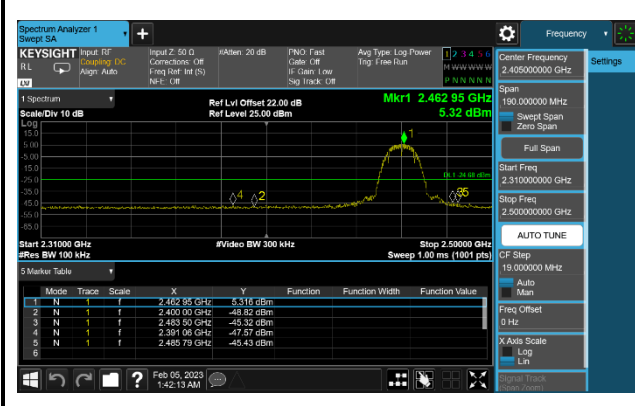 Spectrum Analyzer 1
Swept SA
+
Frequency
KEYSIGHT
RL
Input: RF
Coupling: DC
Align: Auto
Input Z: 50 Ω
Corrections: Off
Freq Ref: Int (S)
NFE: Off
#Atten: 20 dB
PNO: Fast
Gate: Off
IF Gain: Low
Sig Track: Off
Avg Type: Log-Power
Trig: Free Run
1 2 3 4 5 6
M W W W W W
P N N N N N
Center Frequency
2.405000000 GHz
Settings
Span
190.000000 MHz
Swept Span
Zero Span
Full Span
Start Freq
2.310000000 GHz
Stop Freq
2.500000000 GHz
AUTO TUNE
CF Step
19.000000 MHz
Auto
Man
Freq Offset
0 Hz
X Axis Scale
Log
Lin
Signal Track
(Span Zoom)
1 Spectrum
Scale/Div 10 dB
Ref Lvl Offset 22.00 dB
Ref Level 25.00 dBm
Mkr1 2.462 95 GHz
5.32 dBm
Log
15.0
5.00
-5.00
-15.0
-25.0
-35.0
-45.0
-55.0
-65.0
1
DL1 -24.68 dBm
4
2
3
5
Start 2.31000 GHz
#Res BW 100 kHz
#Video BW 300 kHz
Stop 2.50000 GHz
Sweep 1.00 ms (1001 pts)
5 Marker Table
Mode Trace Scale X Y Function Function Width Function Value
1 N 1 f 2.462 95 GHz 5.316 dBm
2 N 1 f 2.400 00 GHz -48.82 dBm
3 N 1 f 2.483 50 GHz -45.32 dBm
4 N 1 f 2.391 06 GHz -47.57 dBm
5 N 1 f 2.485 79 GHz -45.43 dBm
6
?
Feb 05, 2023
1:42:13 AM